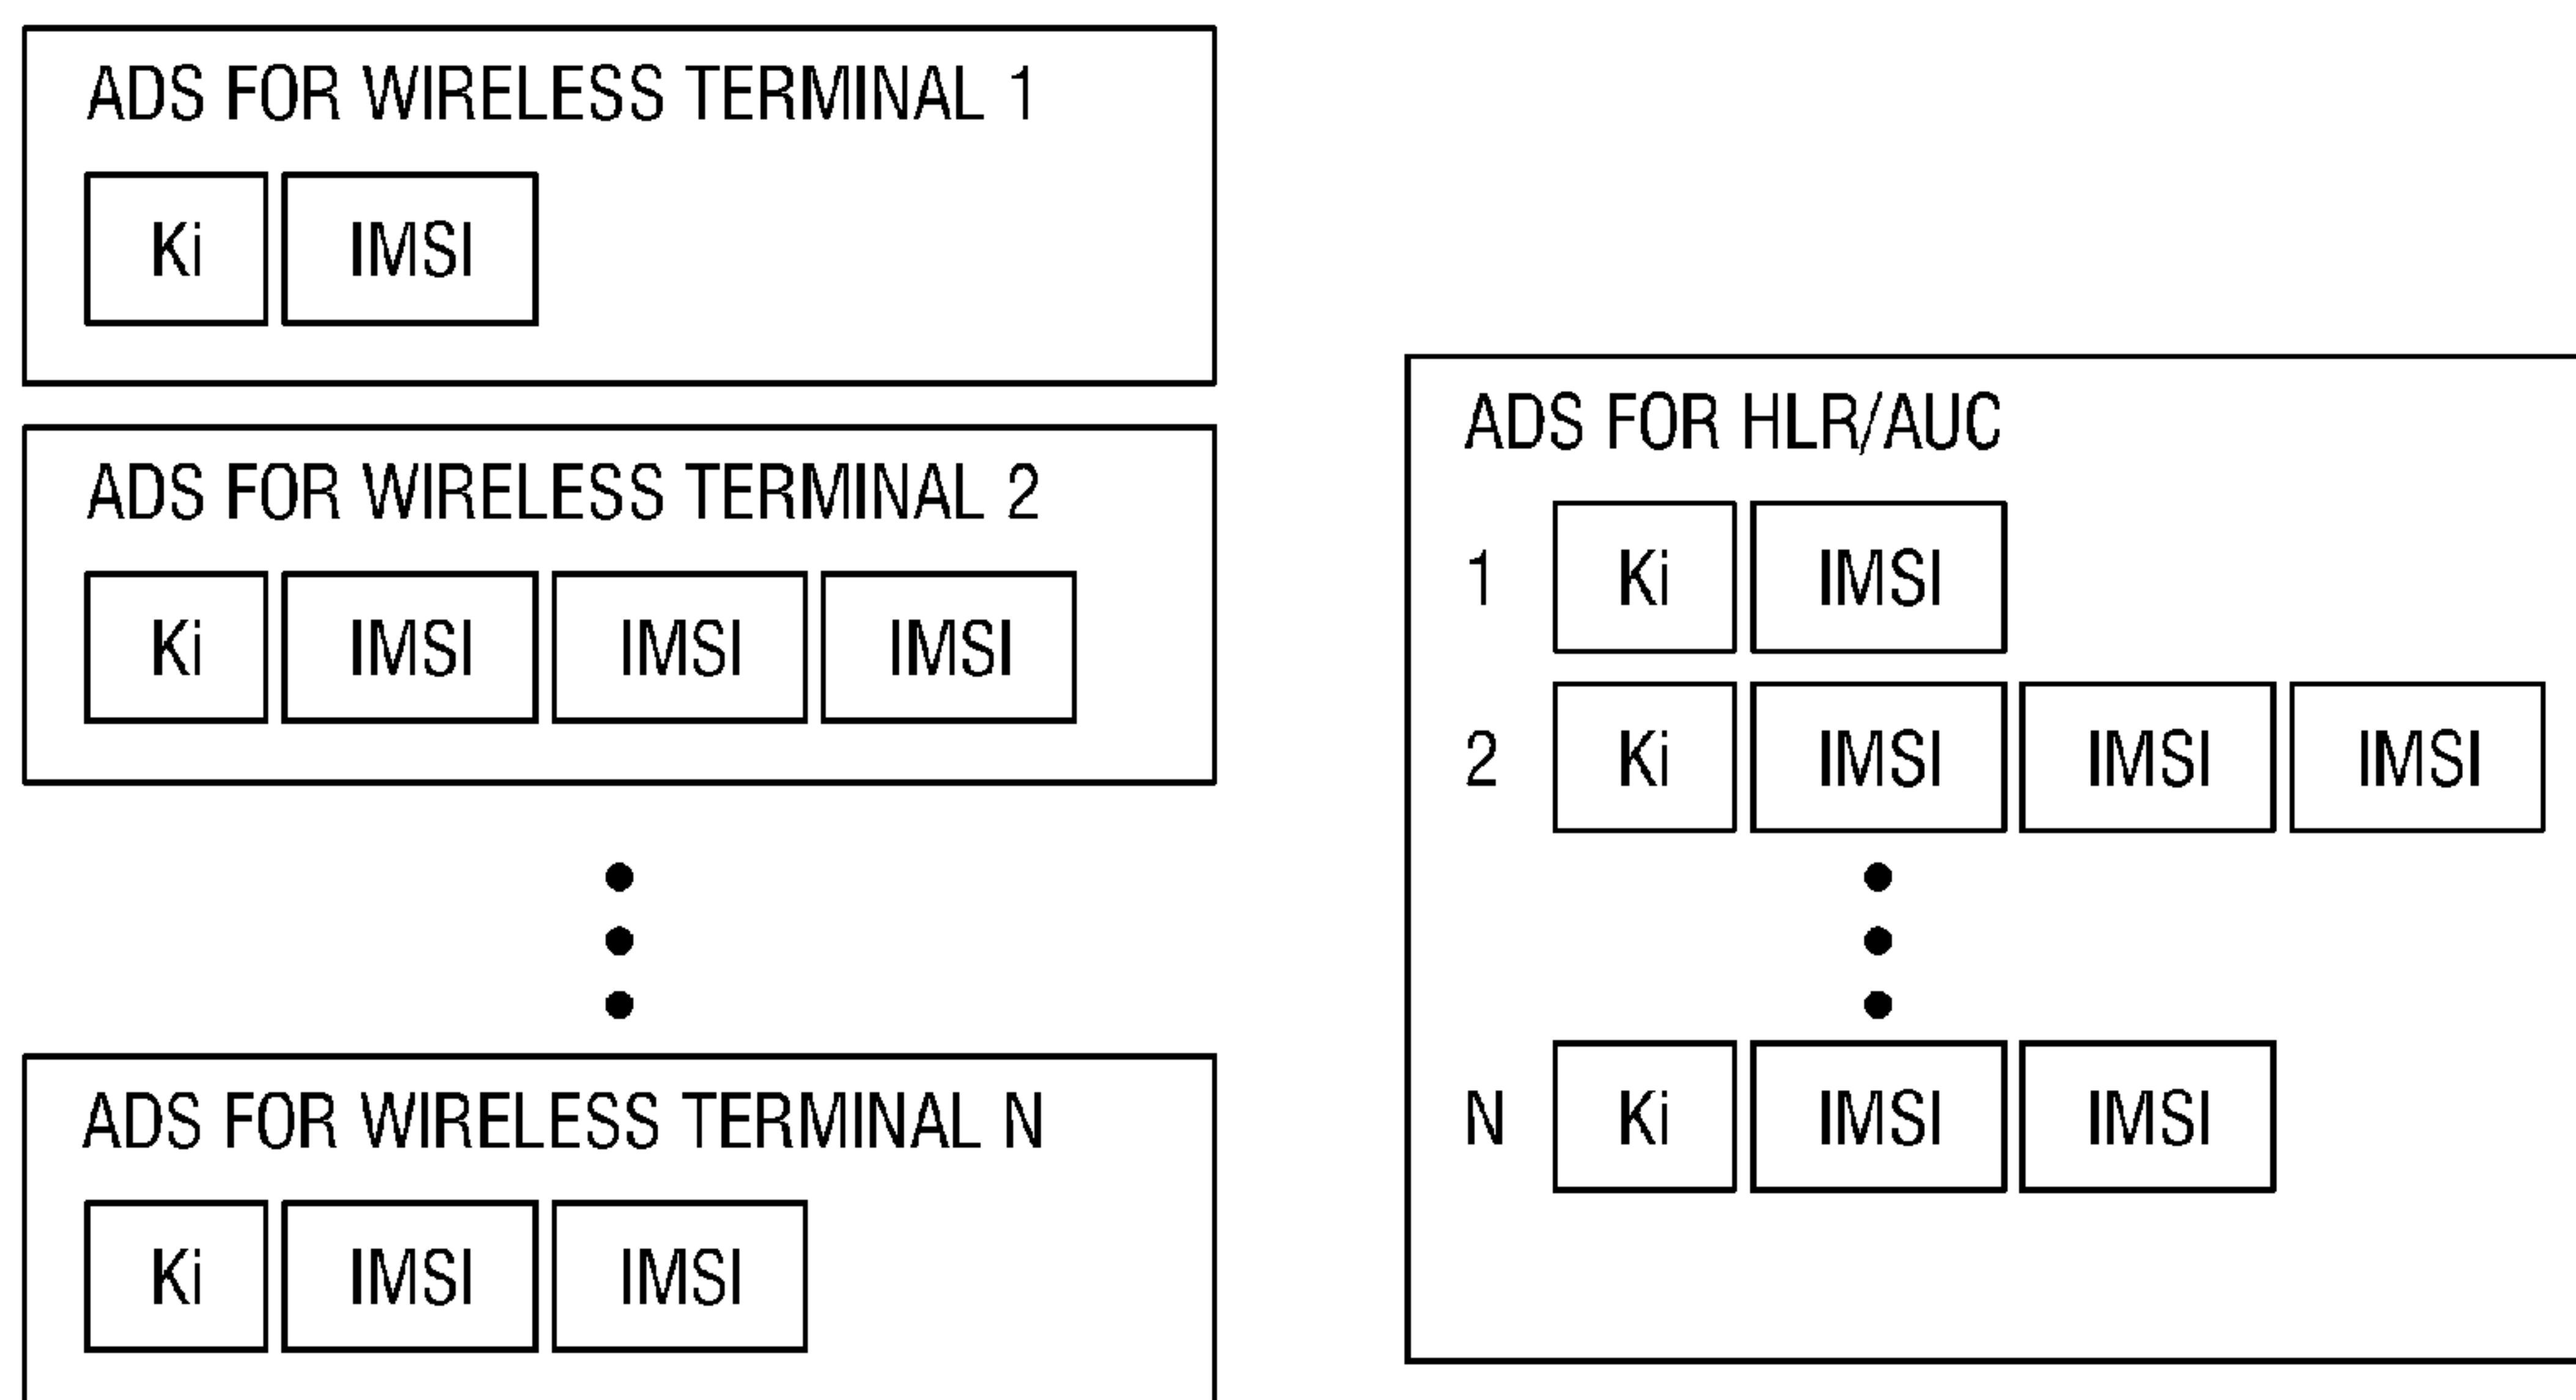 ADS FOR WIRELESS TERMINAL 1
Ki IMSI
ADS FOR WIRELESS TERMINAL 2
Ki IMSI IMSI IMSI
ADS FOR WIRELESS TERMINAL N
Ki IMSI IMSI
ADS FOR HLR/AUC
1 Ki IMSI
2 Ki IMSI IMSI IMSI
N Ki IMSI IMSI